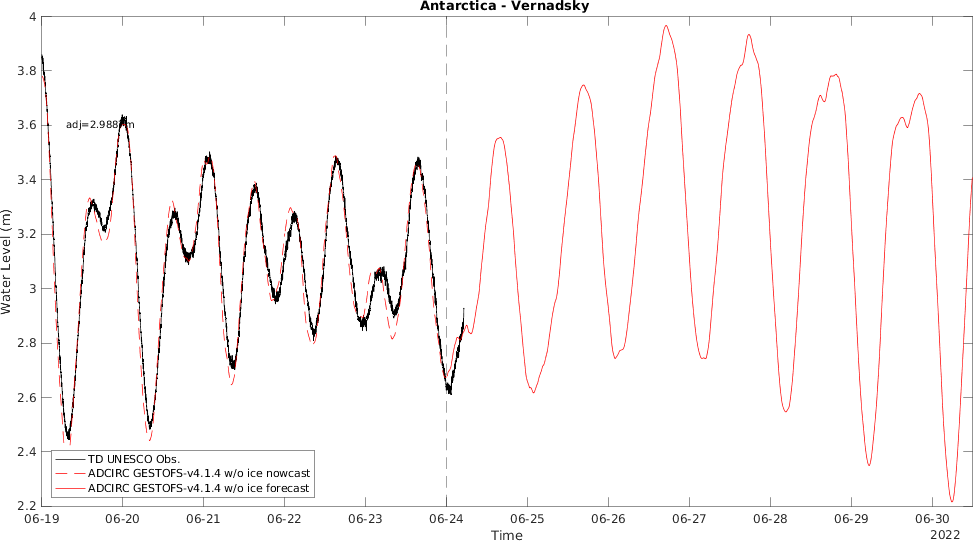 Antarctica - Vernadsky
Water Level (m)
4
3.8
3.6
3.4
3.2
3
2.8
2.6
2.4
2.2
adj=2.988 m
TD UNESCO Obs.
ADCIRC GESTOFS-v4.1.4 w/o ice nowcast
ADCIRC GESTOFS-v4.1.4 w/o ice forecast
06-19 06-20 06-21 06-22 06-23 06-24 06-25 06-26 06-27 06-28 06-29 06-30
Time
2022